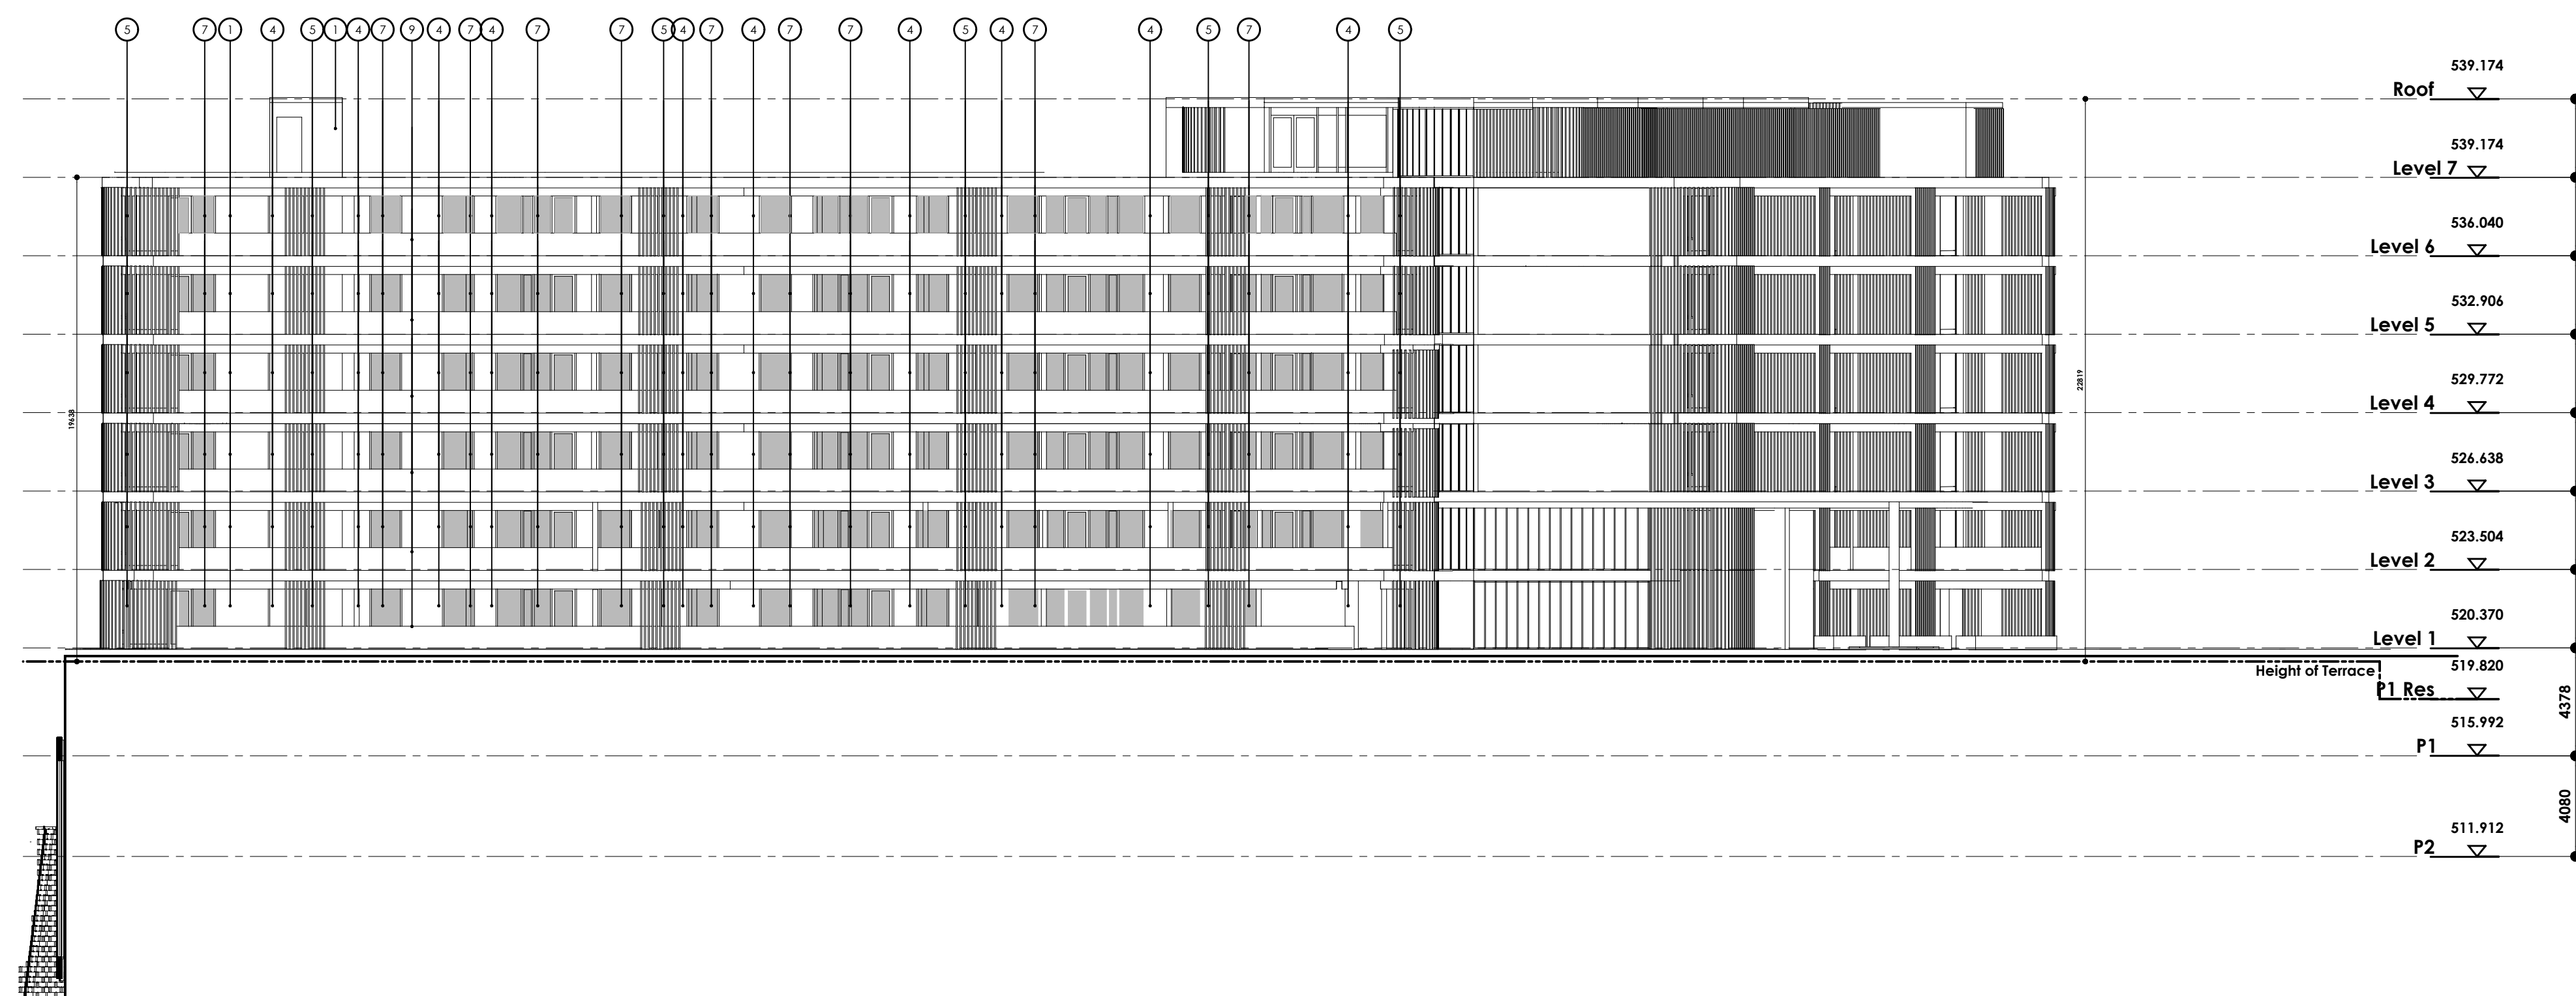 5 7 1 4 5 1 4 7 9 4 7 4 7 7 5 4 7 4 7 7 4 5 4 7 4 5 7 4 5
539.174
Roof
539.174
Level 7
536.040
Level 6
532.906
Level 5
529.772
Level 4
19638
22819
526.638
Level 3
523.504
Level 2
520.370
Level 1
Height of Terrace
519.820
P1 Res
4378
515.992
P1
4080
511.912
P2